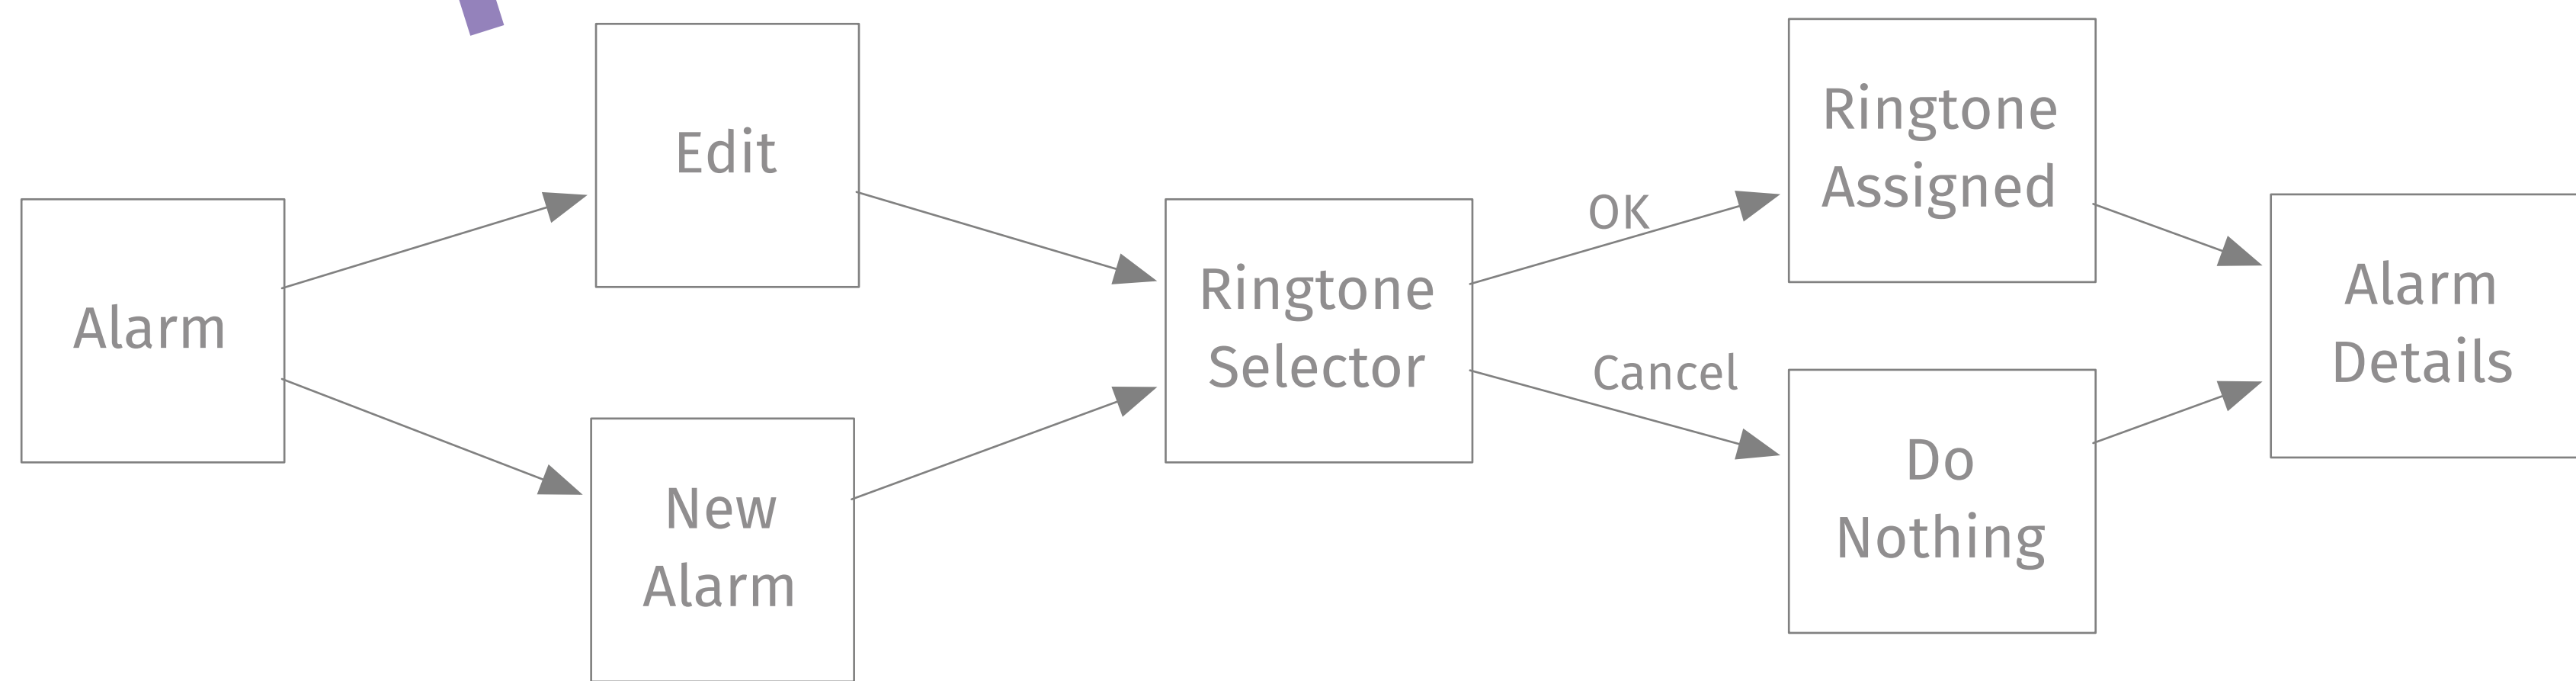 Alarm
Edit
New
Alarm
Ringtone
Selector
OK
Cancel
Ringtone
Assigned
Do
Nothing
Alarm
Details